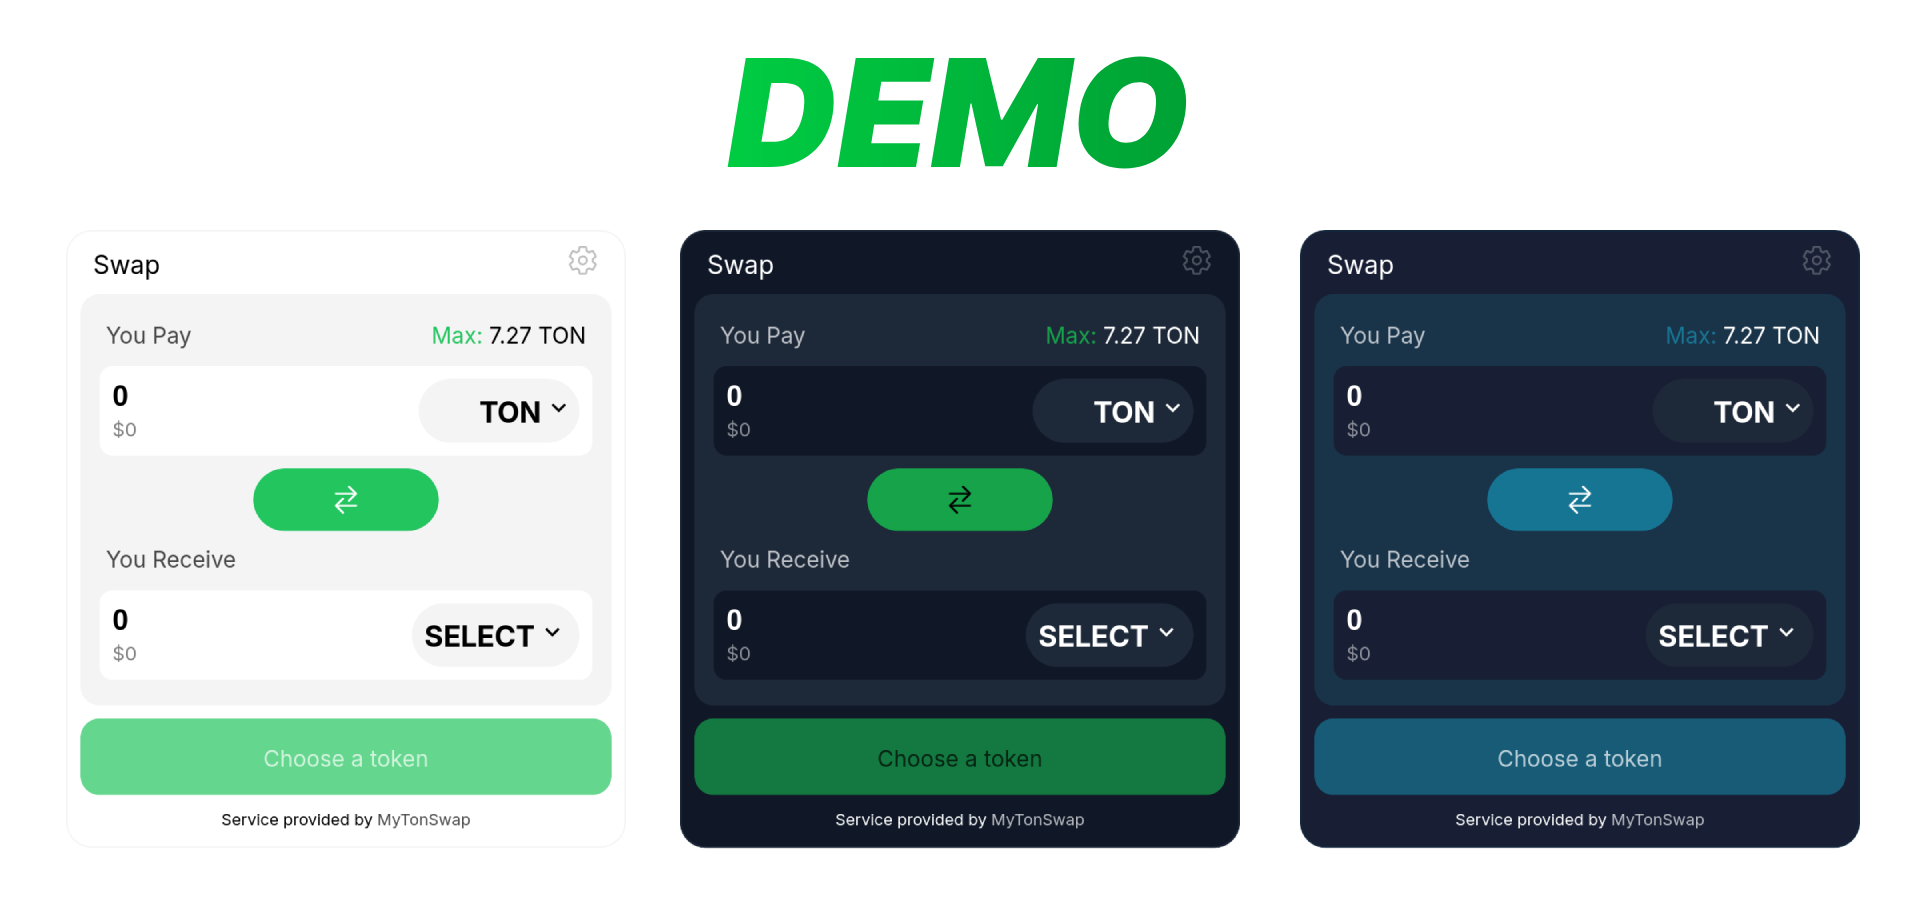 DEMO
Swap
You Pay
Max: 7.27 TON
0
$0
TON
You Receive
0
$0
SELECT
Choose a token
Service provided by MyTonSwap
Swap
You Pay
Max: 7.27 TON
0
$0
TON
You Receive
0
$0
SELECT
Choose a token
Service provided by MyTonSwap
Swap
You Pay
Max: 7.27 TON
0
$0
TON
You Receive
0
$0
SELECT
Choose a token
Service provided by MyTonSwap